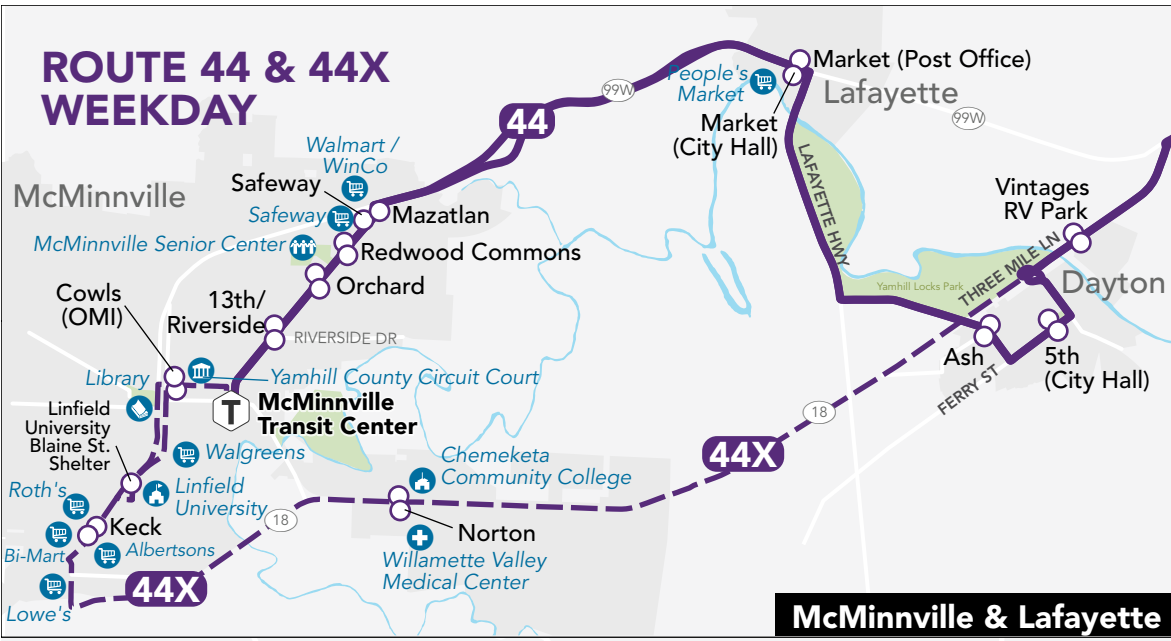 ROUTE 44 & 44X
WEEKDAY
Market (Post Office)
People's
Market
Lafayette
99W
99W
44
Market
(City Hall)
Walmart /
WinCo
Safeway
McMinnville
Safeway
Mazatlan
McMinnville Senior Center
Redwood Commons
Orchard
LAFAYETTE HWY
Vintages
RV Park
THREE MILE LN
Yamhill Locks Park
Dayton
Cowls
(OMI)
13th/
Riverside
RIVERSIDE DR
Ash
5th
(City Hall)
FERRY ST
Library
Yamhill County Circuit Court
T
McMinnville
Transit Center
Linfield
University
Blaine St.
Shelter
18
Walgreens
44X
Chemeketa
Community College
Roth's
Linfield
University
18
Keck
Norton
Bi-Mart
Albertsons
Willamette Valley
Medical Center
44X
Lowe's
McMinnville & Lafayette